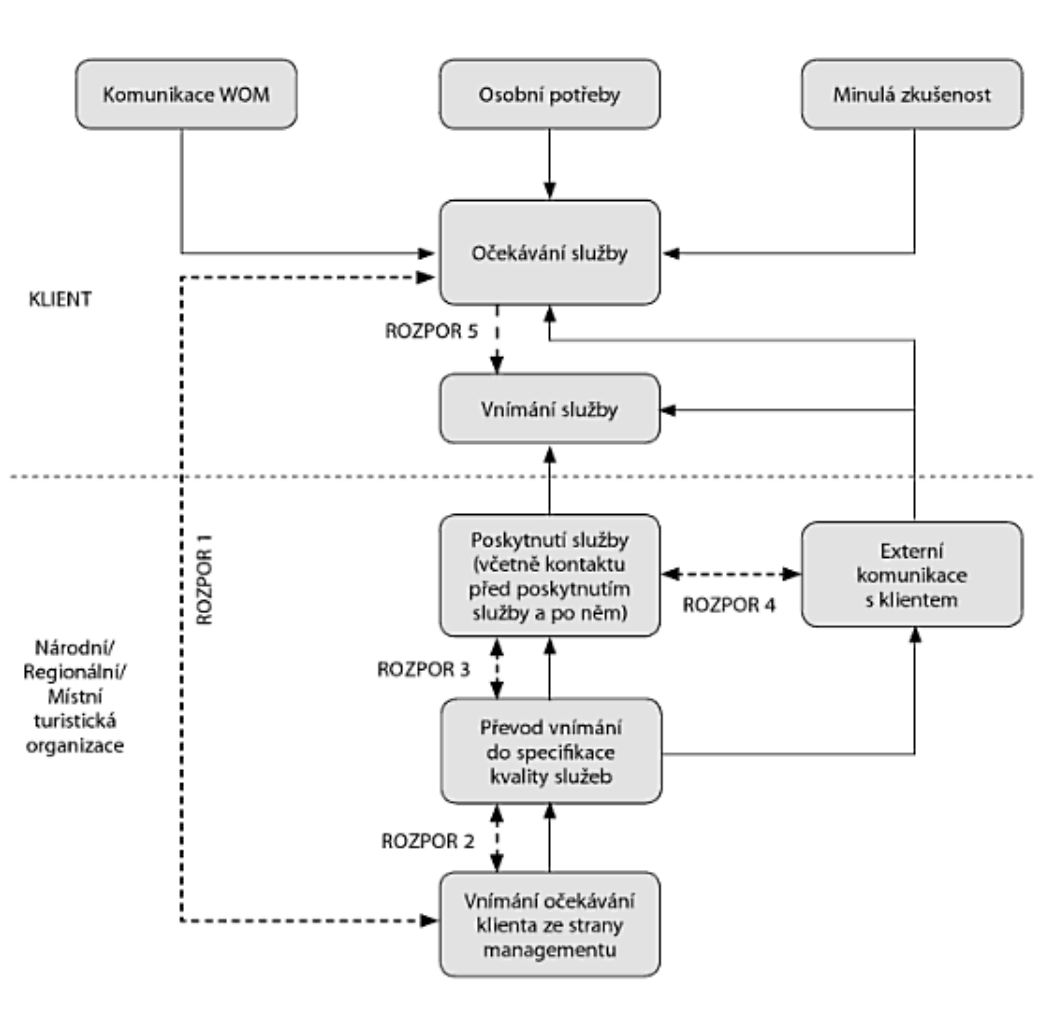 Komunikace WOM
Osobní potřeby
Minulá zkušenost
Očekávání služby
KLIENT
ROZPOR 5
Vnímání služby
ROZPOR 1
Poskytnutí služby
(včetně kontaktu
před poskytnutím
služby a po něm)
ROZPOR 4
Externí
komunikace
s klientem
Národní/
Regionální/
Místní
turistická
organizace
ROZPOR 3
Převod vnímání
do specifikace
kvality služeb
ROZPOR 2
Vnímání očekávání
klienta ze strany
managementu